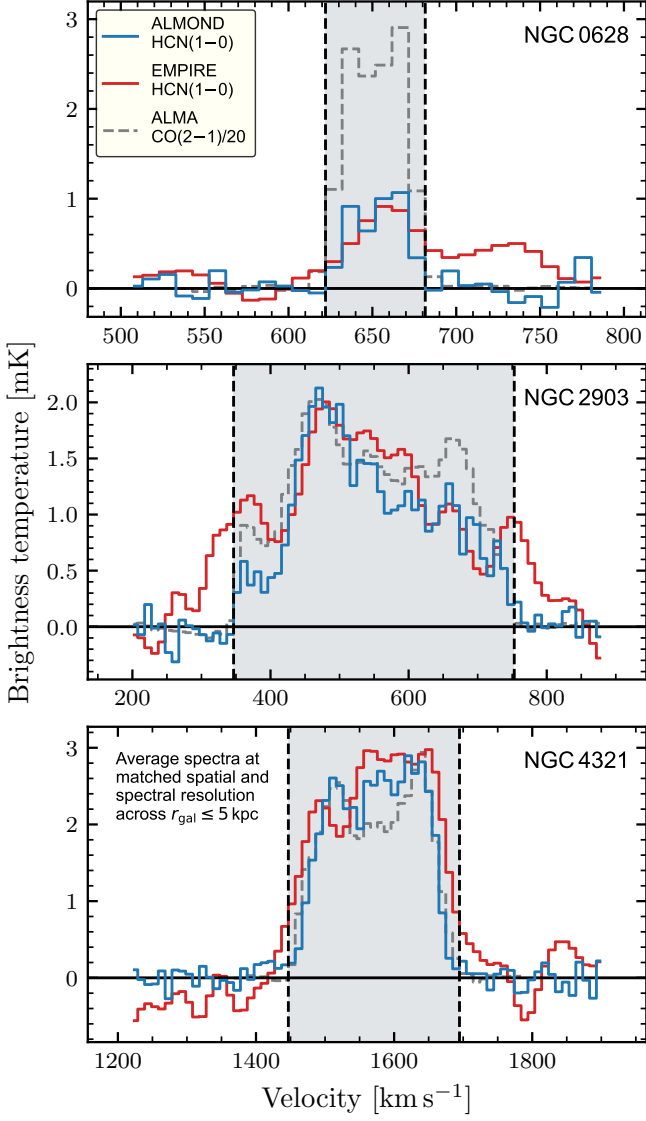 ALMOND
HCN(1−0)
EMPIRE
HCN(1−0)
ALMA
CO(2−1)/20
NGC 0628
3
2
1
0
500
550
600
650
700
750
800
Brightness temperature [mK]
NGC 2903
2.0
1.5
1.0
0.5
0.0
200
400
600
800
Average spectra at
matched spatial and
spectral resolution
across r_gal ≤ 5 kpc
NGC 4321
3
2
1
0
1200
1400
1600
1800
Velocity [km s⁻¹]